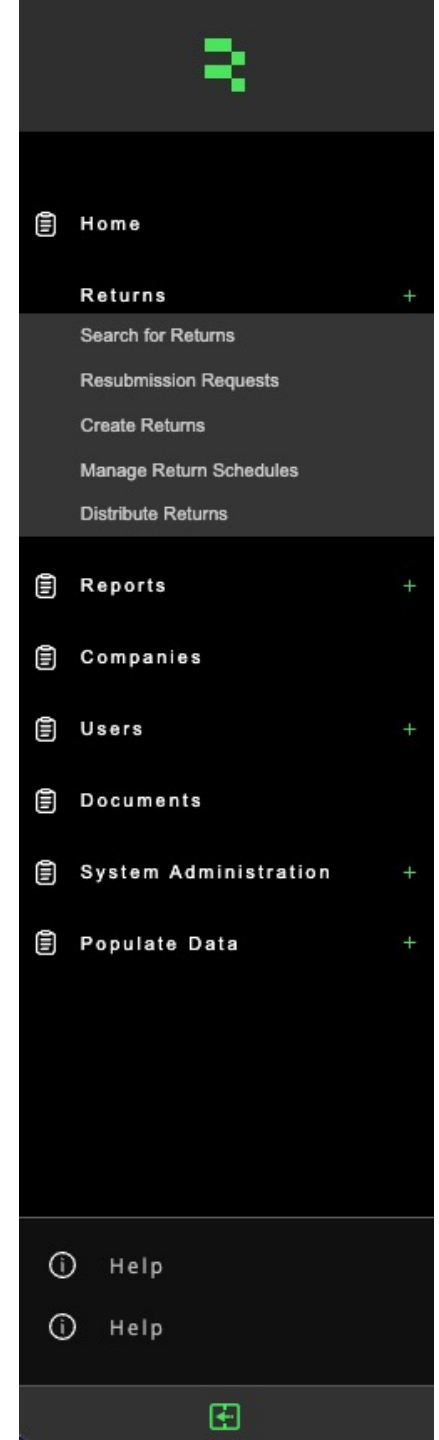 Home
Returns +
Search for Returns
Resubmission Requests
Create Returns
Manage Return Schedules
Distribute Returns
Reports +
Companies
Users +
Documents
System Administration +
Populate Data +
Help
Help